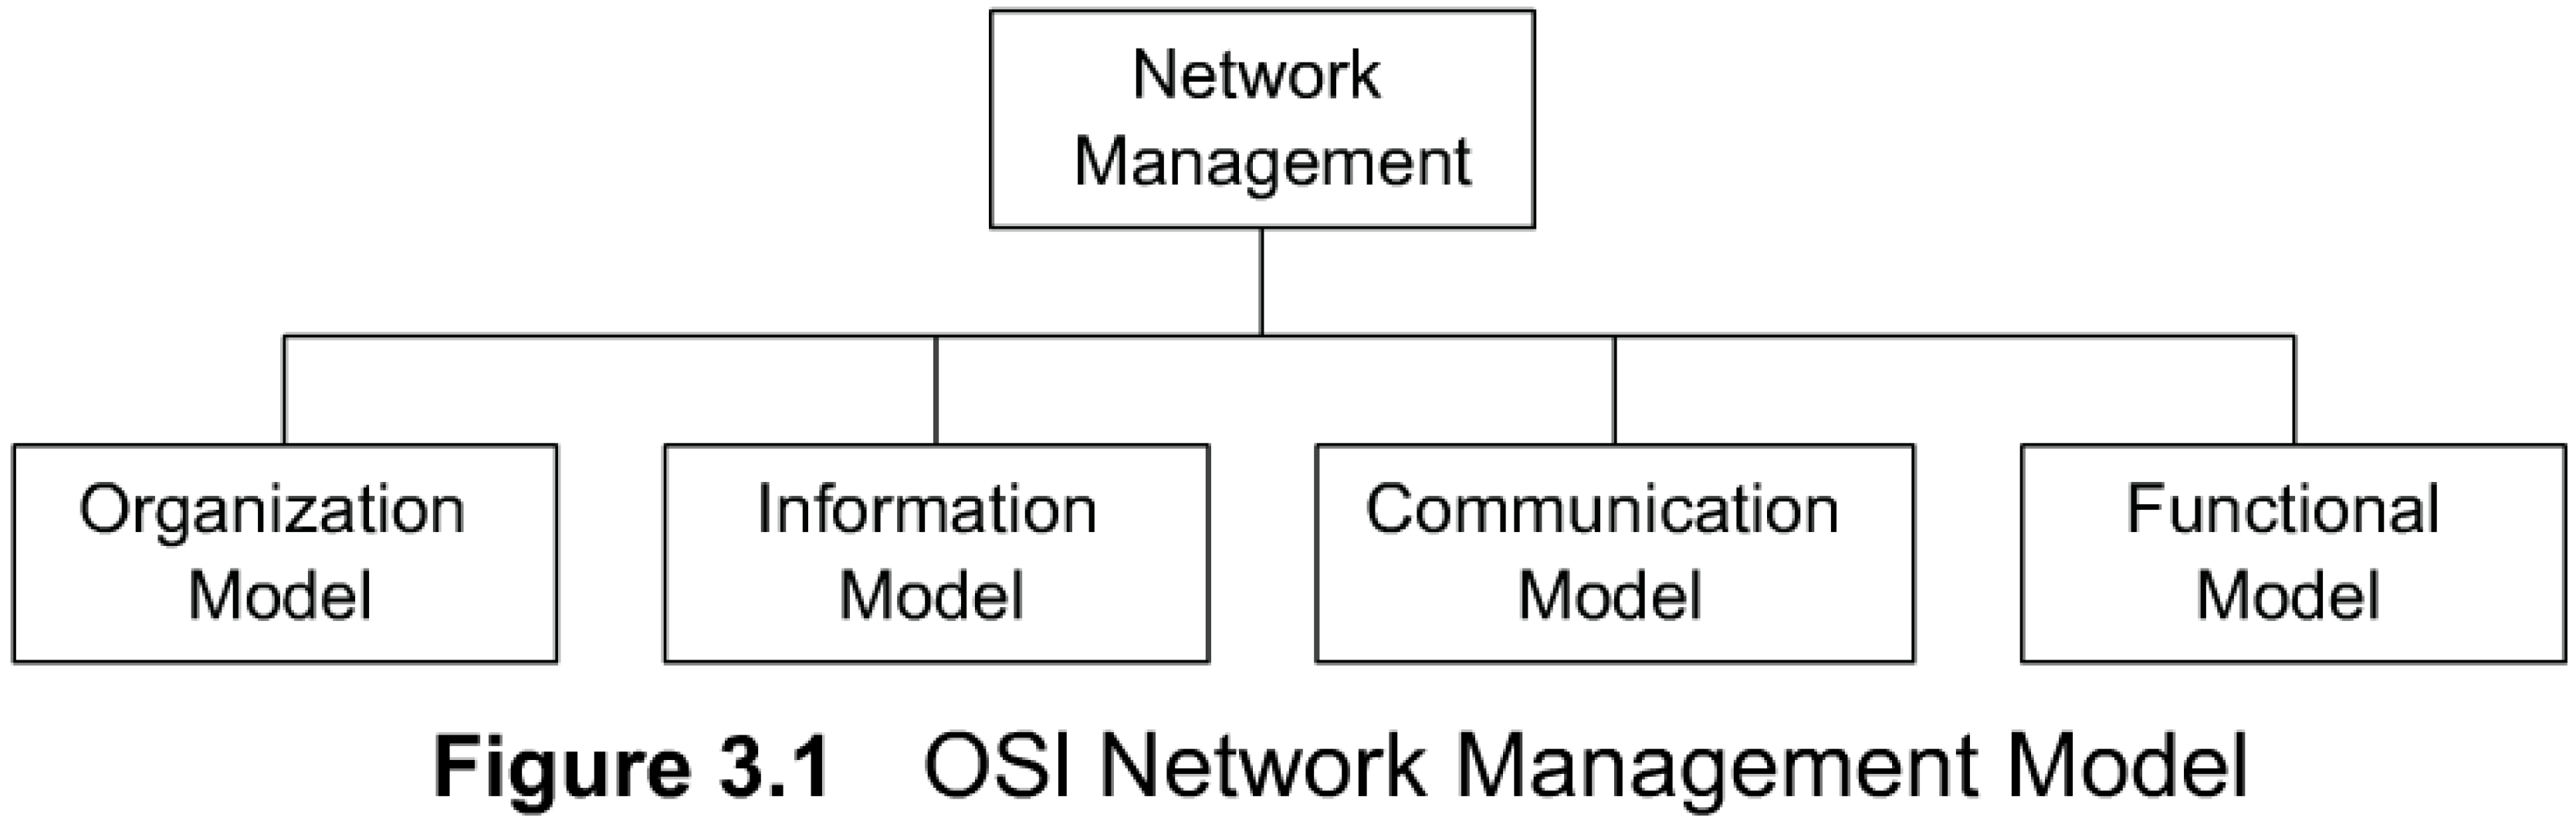 Network
Management
Organization
Model
Information
Model
Communication
Model
Functional
Model
Figure 3.1 OSI Network Management Model